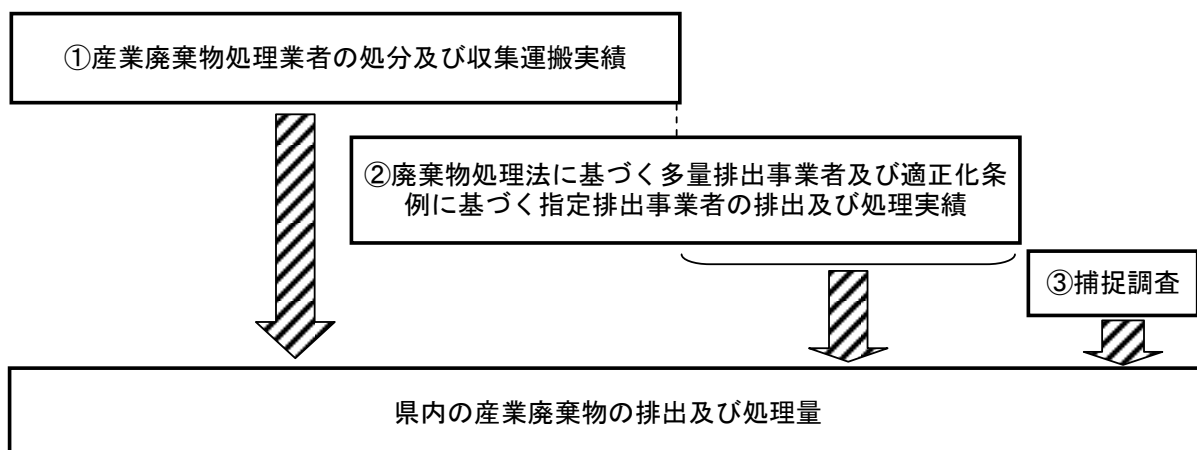 ①産業廃棄物処理業者の処分及び収集運搬実績
②廃棄物処理法に基づく多量排出事業者及び適正化条
例に基づく指定排出事業者の排出及び処理実績
③捕捉調査
県内の産業廃棄物の排出及び処理量